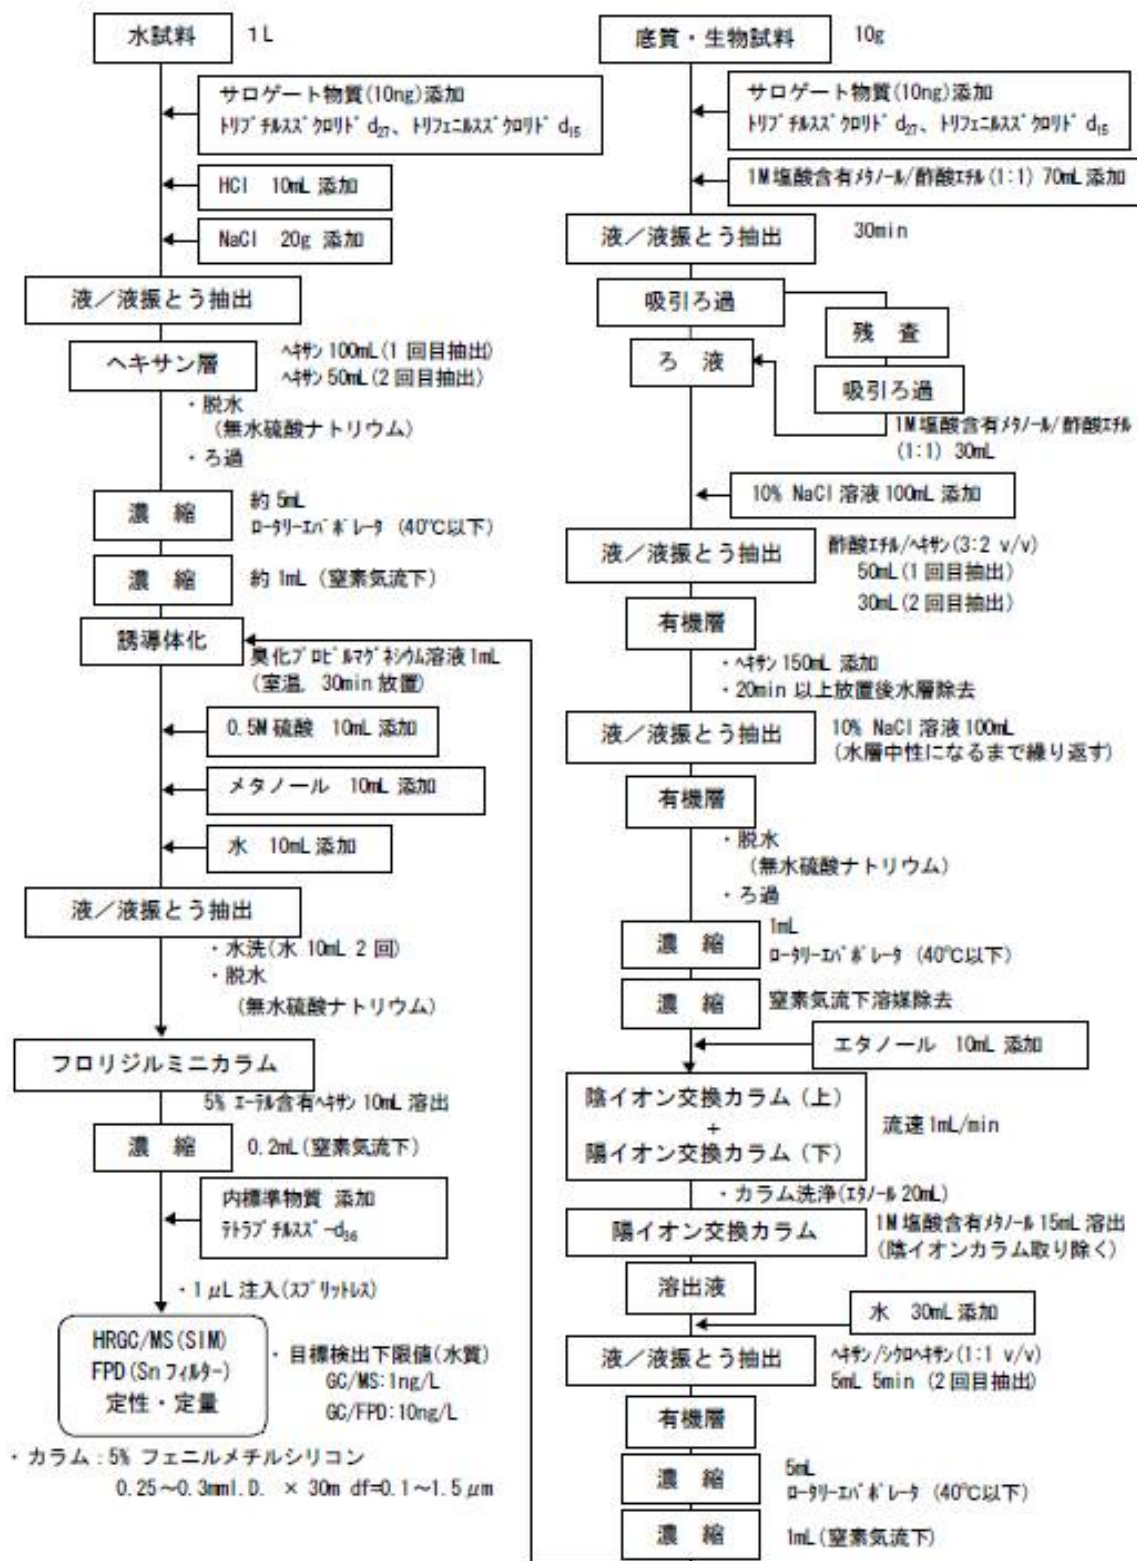 水試料 1L
サロゲート物質(10ng)添加
トリブチルスズクロリド d27、トリフェニルスズクロリド d15
HCl 10mL 添加
NaCl 20g 添加
液／液振とう抽出
ヘキサン層
ヘキサン 100mL(1 回目抽出)
ヘキサン 50mL(2 回目抽出)
・脱水
(無水硫酸ナトリウム)
・ろ過
濃 縮
約 5mL
ロータリーエバポレータ (40℃以下)
濃 縮
約 1mL (窒素気流下)
誘導体化
臭化プロピルマグネシウム溶液 1mL
(室温, 30min 放置)
0.5M 硫酸 10mL 添加
メタノール 10mL 添加
水 10mL 添加
液／液振とう抽出
・水洗(水 10mL 2 回)
・脱水
(無水硫酸ナトリウム)
フロリジルミニカラム
5% エーテル含有ヘキサン 10mL 溶出
濃 縮
0.2mL(窒素気流下)
内標準物質 添加
テトラブチルスズ-d36
・1μL 注入(スプリットレス)
HRGC/MS(SIM)
FPD(Sn フィルター)
定性・定量
・目標検出下限値(水質)
GC/MS:1ng/L
GC/FPD:10ng/L
・カラム : 5% フェニルメチルシリコン
0.25～0.3mmI.D. × 30m df=0.1～1.5μm
底質・生物試料 10g
サロゲート物質(10ng)添加
トリブチルスズクロリド d27、トリフェニルスズクロリド d15
1M 塩酸含有メタノール/酢酸エチル(1:1) 70mL 添加
液／液振とう抽出
30min
吸引ろ過
残 査
ろ 液
吸引ろ過
1M 塩酸含有メタノール/酢酸エチル
(1:1) 30mL
10% NaCl 溶液 100mL 添加
液／液振とう抽出
酢酸エチル/ヘキサン(3:2 v/v)
50mL(1 回目抽出)
30mL(2 回目抽出)
有機層
・ヘキサン 150mL 添加
・20min 以上放置後水層除去
液／液振とう抽出
10% NaCl 溶液 100mL
(水層中性になるまで繰り返す)
有機層
・脱水
(無水硫酸ナトリウム)
・ろ過
濃 縮
1mL
ロータリーエバポレータ (40℃以下)
濃 縮
窒素気流下溶媒除去
エタノール 10mL 添加
陰イオン交換カラム (上)
+
陽イオン交換カラム (下)
流速 1mL/min
・カラム洗浄(エタノール 20mL)
陽イオン交換カラム
1M 塩酸含有メタノール 15mL 溶出
(陰イオンカラム取り除く)
溶出液
水 30mL 添加
液／液振とう抽出
ヘキサン/シクロヘキサン(1:1 v/v)
5mL 5min (2 回目抽出)
有機層
濃 縮
5mL
ロータリーエバポレータ (40℃以下)
濃 縮
1mL(窒素気流下)